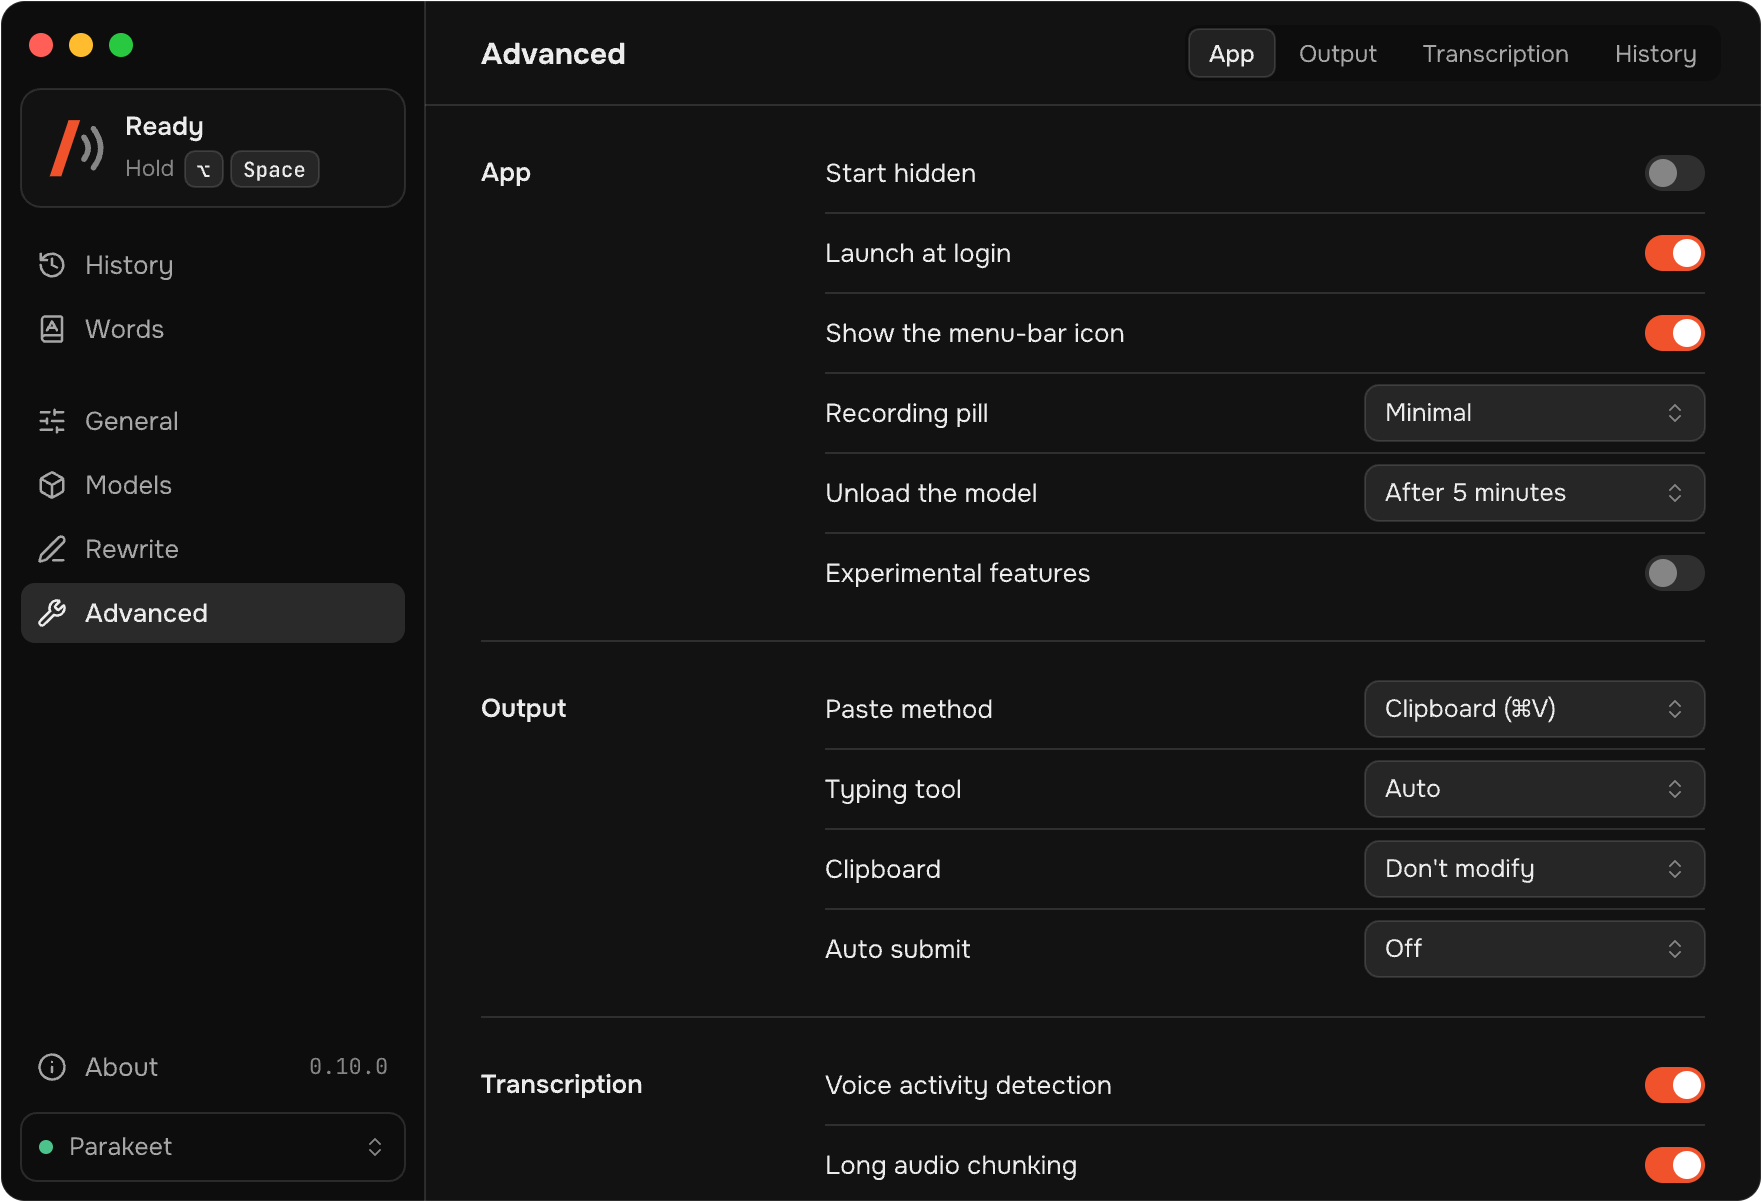 Ready
Hold ⌥ Space
History
Words
General
Models
Rewrite
Advanced
About 0.10.0
Parakeet
Advanced
App Output Transcription History
App
Start hidden
Launch at login
Show the menu-bar icon
Recording pill Minimal
Unload the model After 5 minutes
Experimental features
Output
Paste method Clipboard (⌘V)
Typing tool Auto
Clipboard Don't modify
Auto submit Off
Transcription
Voice activity detection
Long audio chunking